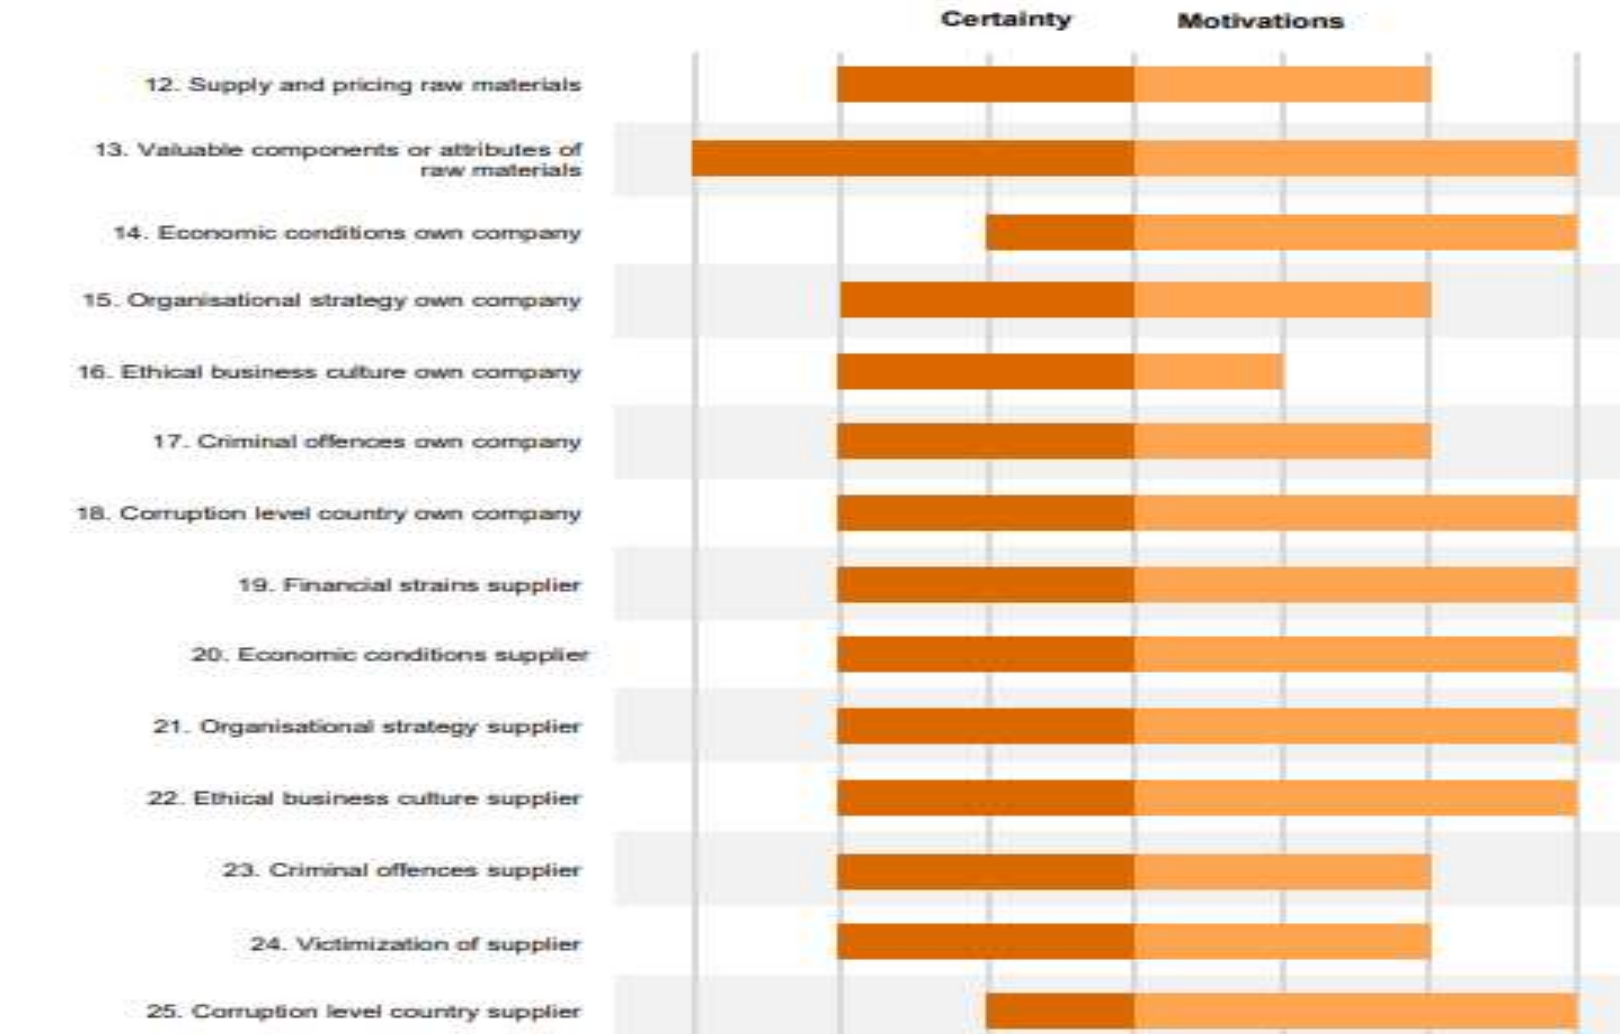 Certainty Motivations
12. Supply and pricing raw materials
13. Valuable components or attributes of
raw materials
14. Economic conditions own company
15. Organisational strategy own company
16. Ethical business culture own company
17. Criminal offences own company
18. Corruption level country own company
19. Financial strains supplier
20. Economic conditions supplier
21. Organisational strategy supplier
22. Ethical business culture supplier
23. Criminal offences supplier
24. Victimization of supplier
25. Corruption level country supplier